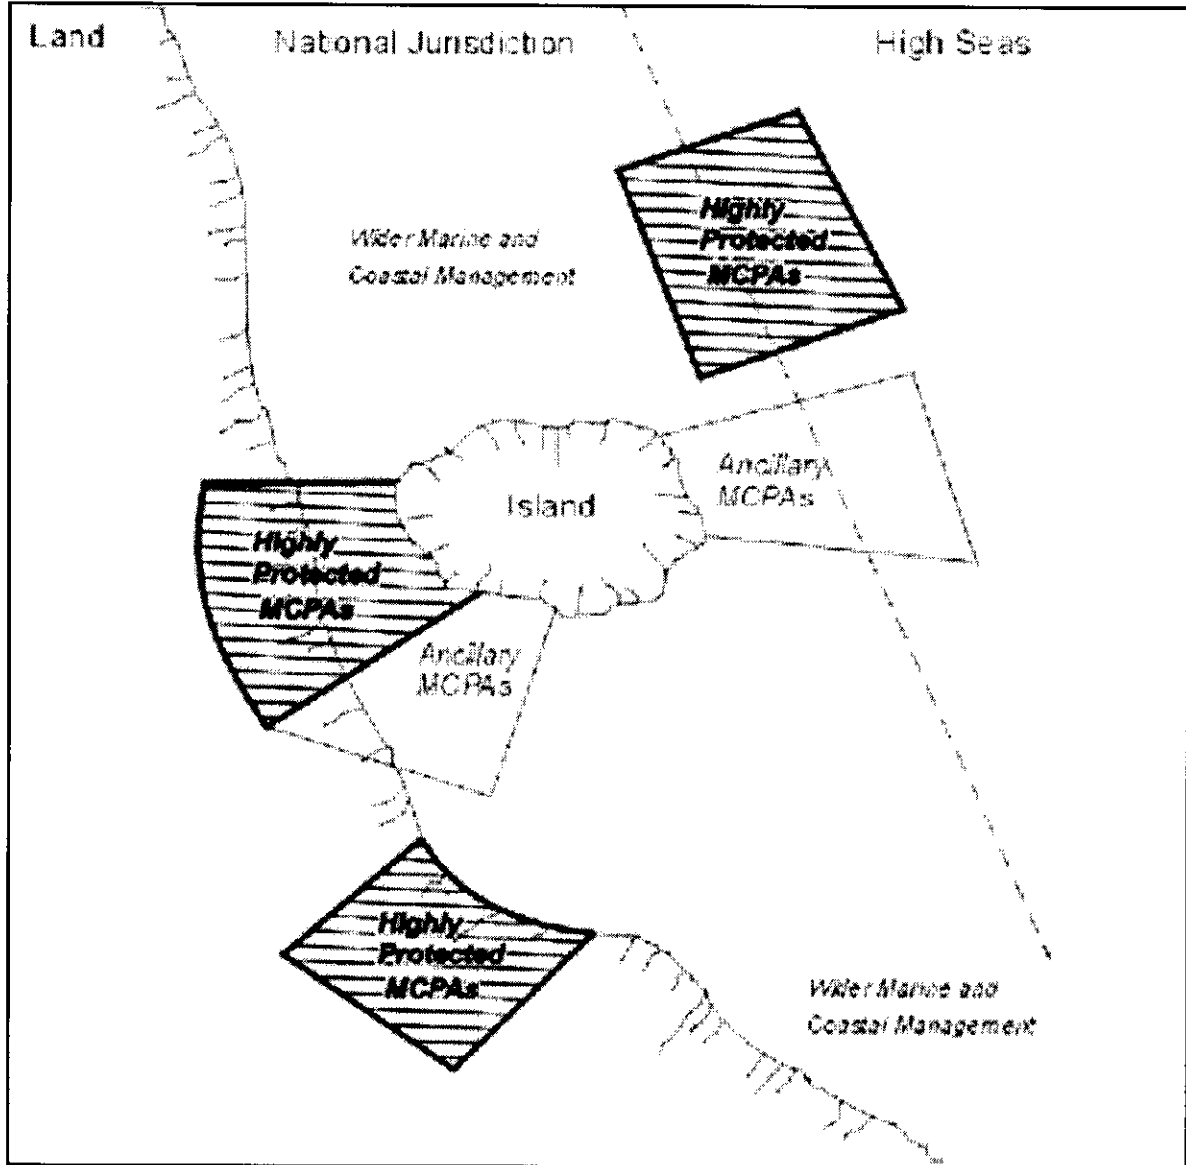 Land
National Jurisdiction
High Seas
Highly
Protected
MCPAs
Wider Marine and
Coastal Management
Ancillary
MCPAs
Island
Highly
Protected
MCPAs
Ancillary
MCPAs
Highly
Protected
MCPAs
Wider Marine and
Coastal Management